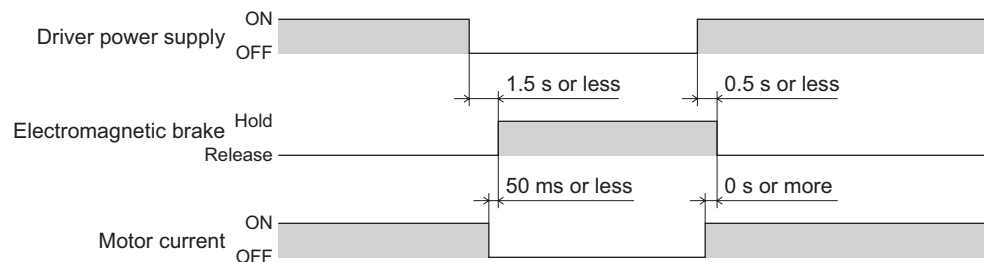 ON
Driver power supply
OFF
1.5 s or less
0.5 s or less
Hold
Electromagnetic brake
Release
50 ms or less
0 s or more
ON
Motor current
OFF